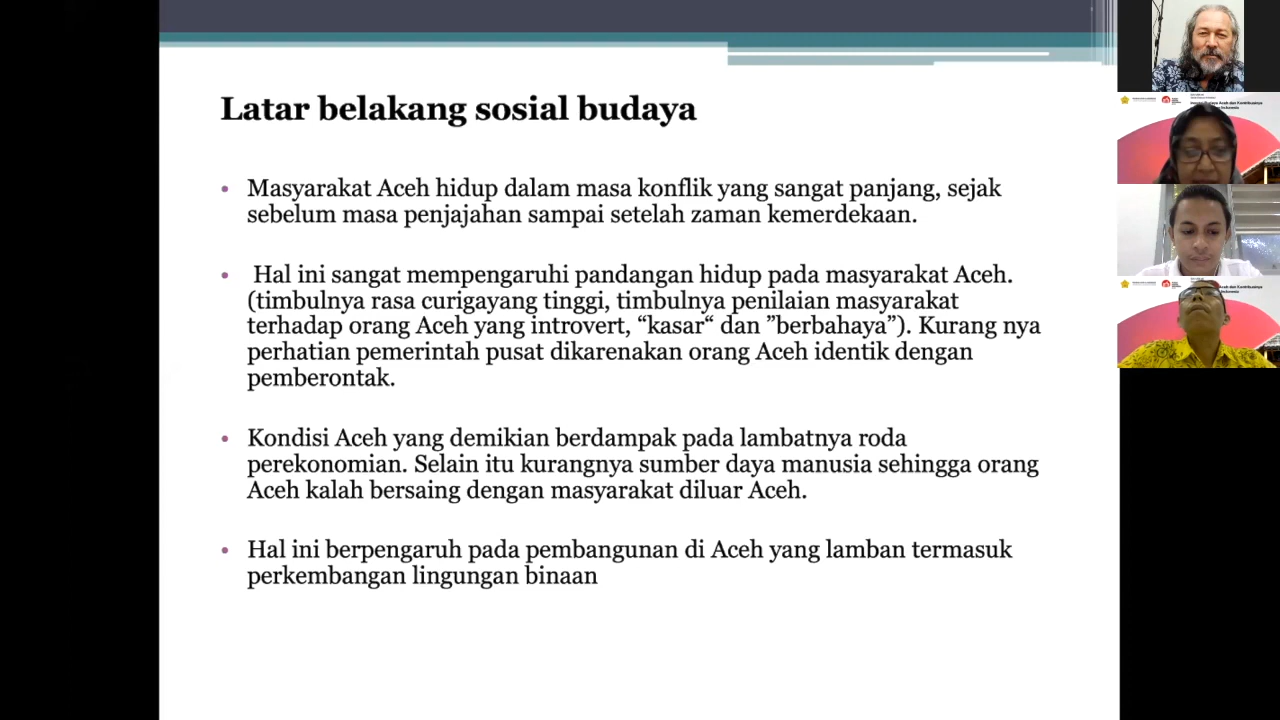 Latar belakang sosial budaya
• Masyarakat Aceh hidup dalam masa konflik yang sangat panjang, sejak
sebelum masa penjajahan sampai setelah zaman kemerdekaan.
• Hal ini sangat mempengaruhi pandangan hidup pada masyarakat Aceh.
(timbulnya rasa curigayang tinggi, timbulnya penilaian masyarakat
terhadap orang Aceh yang introvert, “kasar“ dan ”berbahaya”). Kurang nya
perhatian pemerintah pusat dikarenakan orang Aceh identik dengan
pemberontak.
• Kondisi Aceh yang demikian berdampak pada lambatnya roda
perekonomian. Selain itu kurangnya sumber daya manusia sehingga orang
Aceh kalah bersaing dengan masyarakat diluar Aceh.
• Hal ini berpengaruh pada pembangunan di Aceh yang lamban termasuk
perkembangan lingungan binaan
Aceh dan Kontribusinya